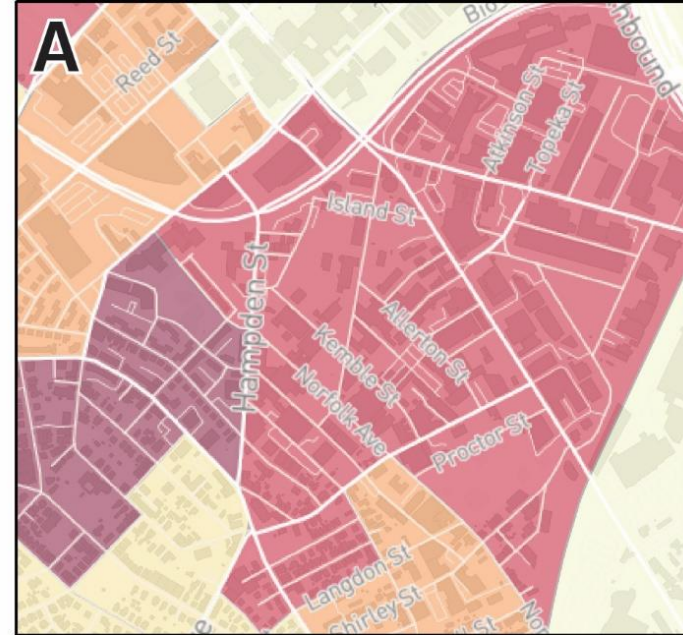 A
Reed St
Atkinson St
Topeka St
Island St
Hampden St
Allerton St
Kemble St
Norfolk Ave
Proctor St
Langdon St
Shirley St